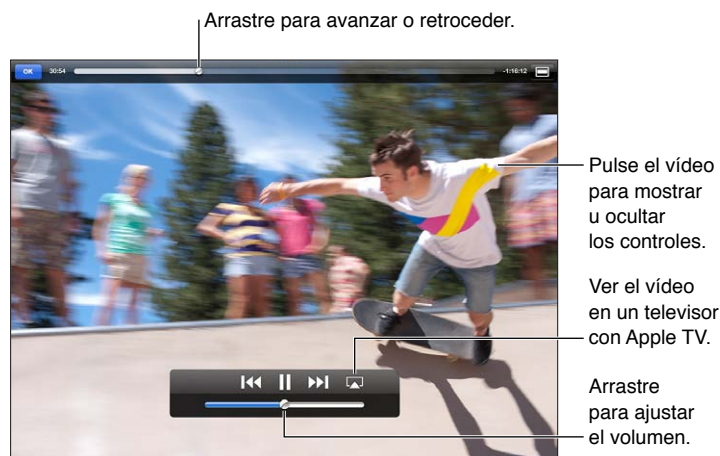 Arrastre para avanzar o retroceder.
OK 30:54 -1:16:12
Pulse el vídeo
para mostrar
u ocultar
los controles.
Ver el vídeo
en un televisor
con Apple TV.
Arrastre
para ajustar
el volumen.